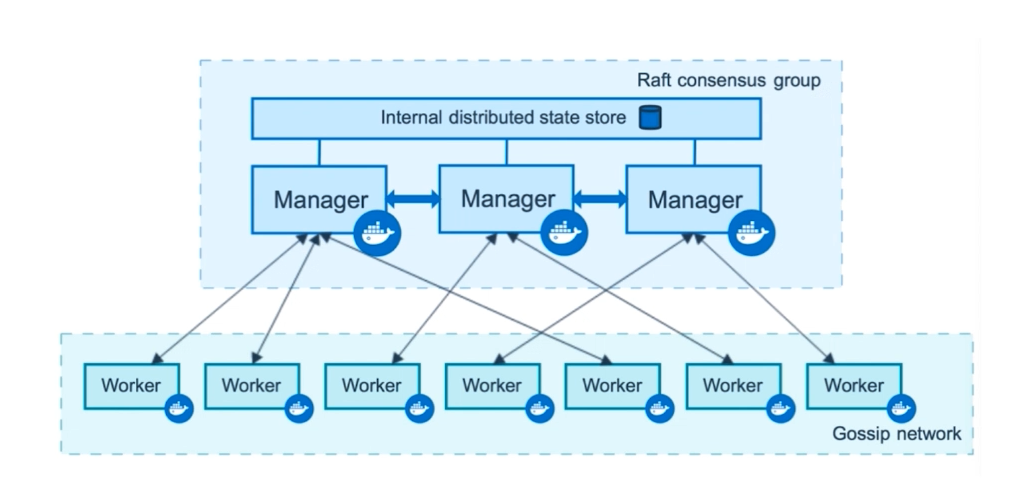 Raft consensus group
Internal distributed state store
Manager
Manager
Manager
Worker
Worker
Worker
Worker
Worker
Worker
Worker
Gossip network